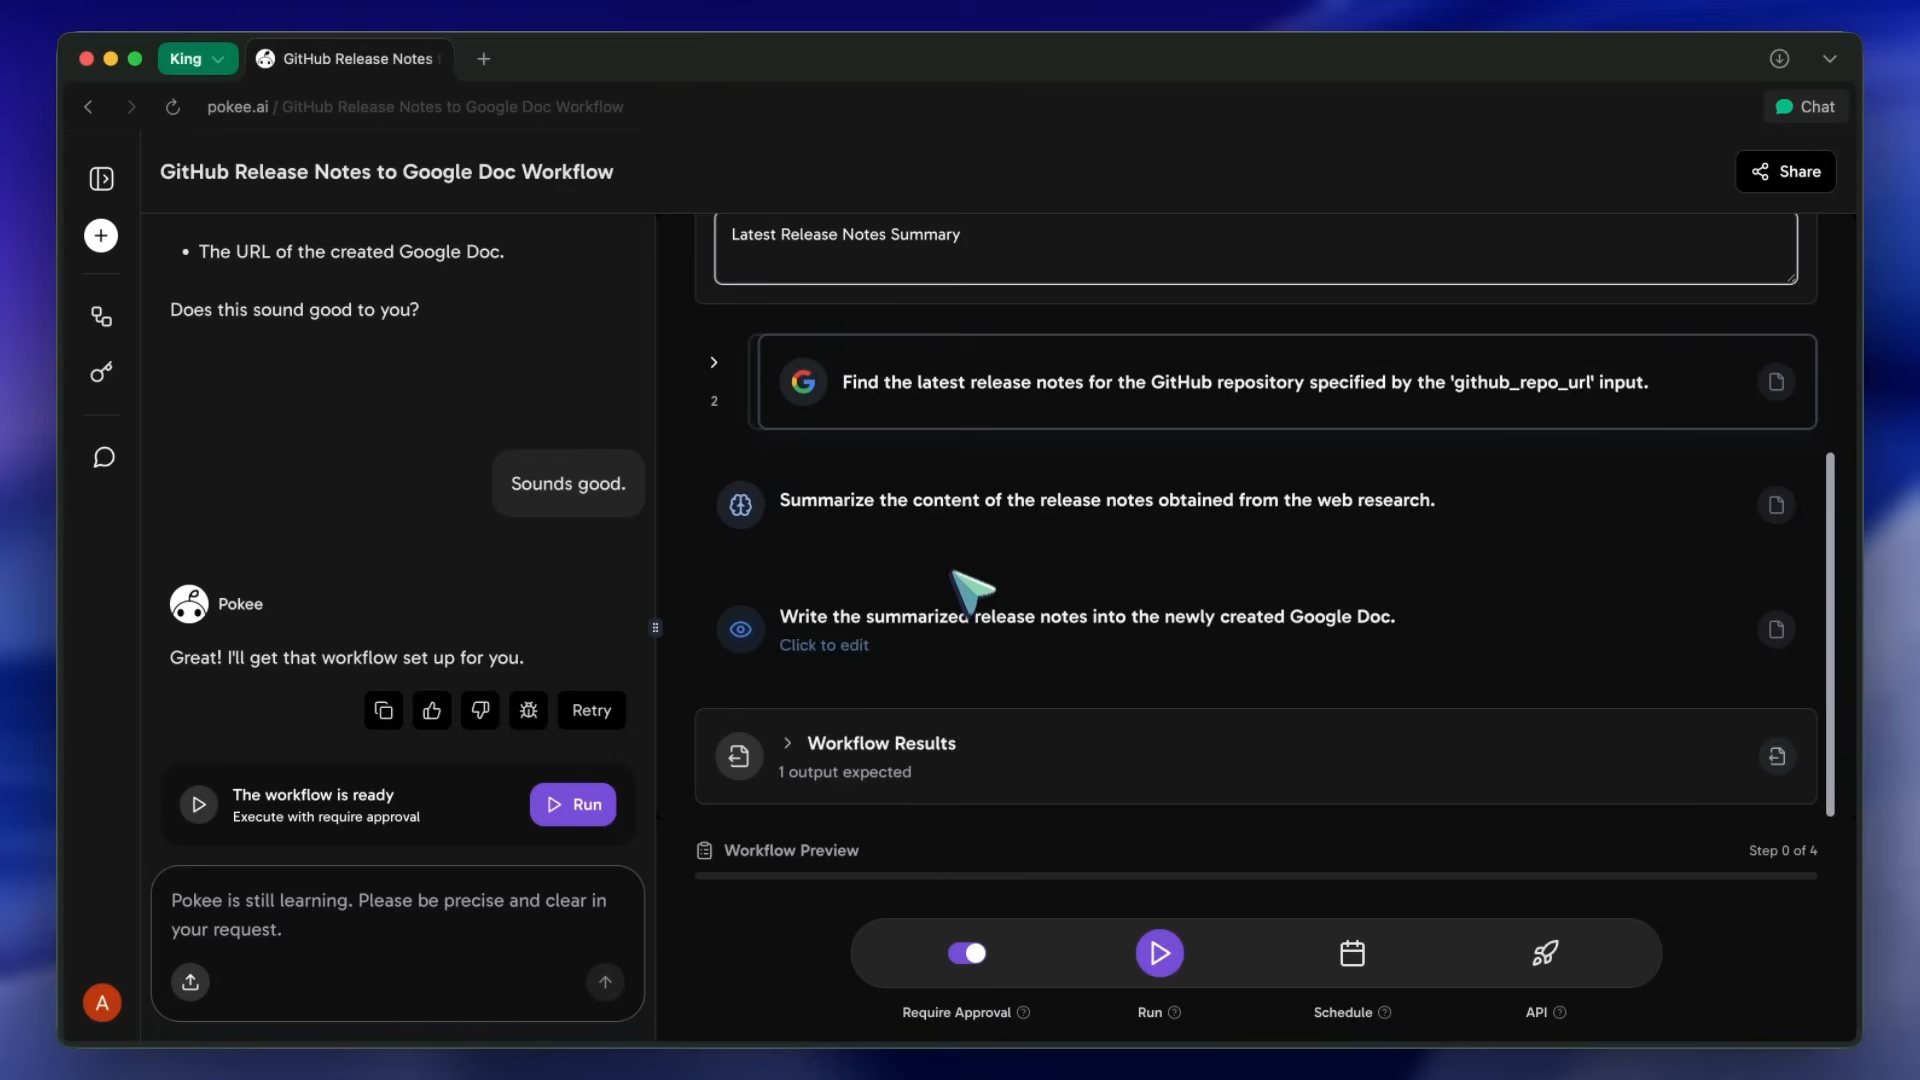 King
GitHub Release Notes
pokee.ai / GitHub Release Notes to Google Doc Workflow
Chat
GitHub Release Notes to Google Doc Workflow
Share
• The URL of the created Google Doc.
Does this sound good to you?
Sounds good.
Pokee
Great! I'll get that workflow set up for you.
Retry
The workflow is ready
Execute with require approval
Run
Pokee is still learning. Please be precise and clear in
your request.
A
Latest Release Notes Summary
2
Find the latest release notes for the GitHub repository specified by the 'github_repo_url' input.
Summarize the content of the release notes obtained from the web research.
Write the summarized release notes into the newly created Google Doc.
Click to edit
Workflow Results
1 output expected
Workflow Preview
Step 0 of 4
Require Approval
Run
Schedule
API